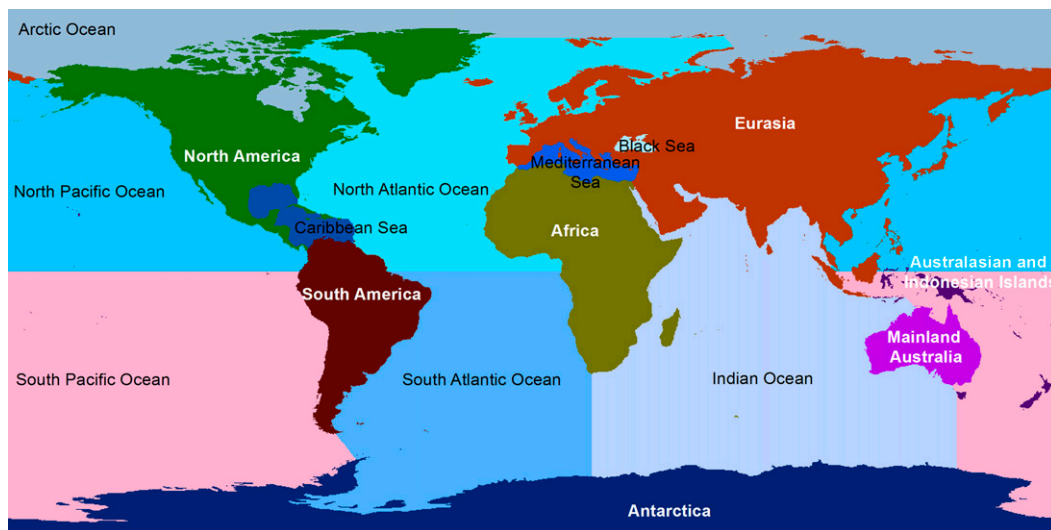 Arctic Ocean
Eurasia
Black Sea
North America
Mediterranean
Sea
North Pacific Ocean
North Atlantic Ocean
Caribbean Sea
Africa
Australasian and
Indonesian Islands
South America
Mainland
Australia
South Pacific Ocean
South Atlantic Ocean
Indian Ocean
Antarctica